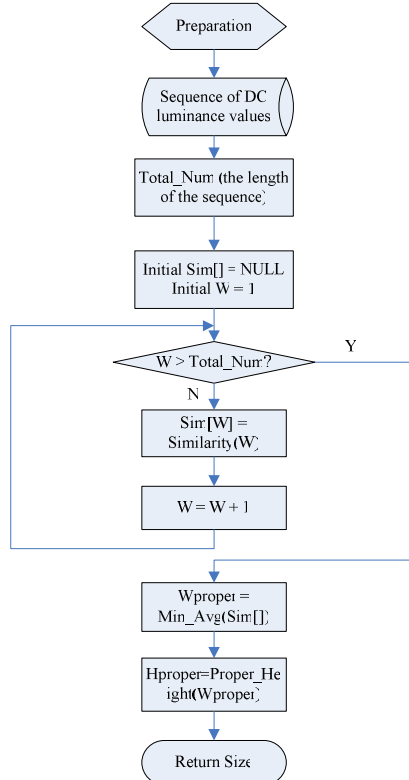 Preparation
Sequence of DC
luminance values
Total_Num (the length
of the sequence)
Initial Sim[] = NULL
Initial W = 1
W > Total_Num?
Y
N
Sim[W] =
Similarity(W)
W = W + 1
Wproper =
Min_Avg(Sim[])
Hproper=Proper_He
ight(Wproper)
Return Size